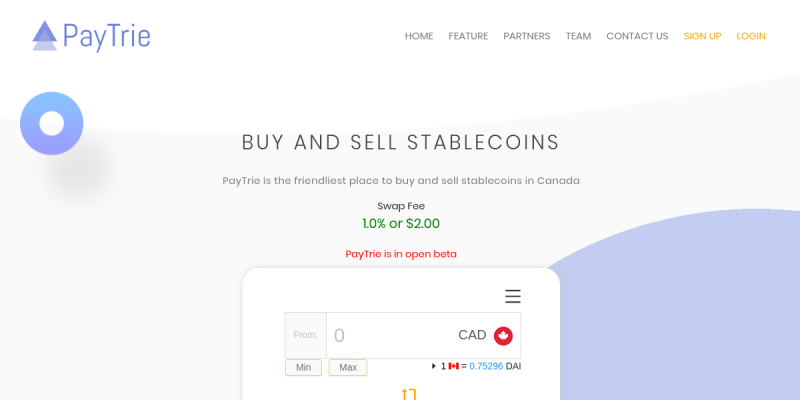 PayTrie
HOME FEATURE PARTNERS TEAM CONTACT US SIGN UP LOGIN
BUY AND SELL STABLECOINS
PayTrie is the friendliest place to buy and sell stablecoins in Canada
Swap Fee
1.0% or $2.00
PayTrie is in open beta
From: 0 CAD
Min Max 1 = 0.75296 DAI